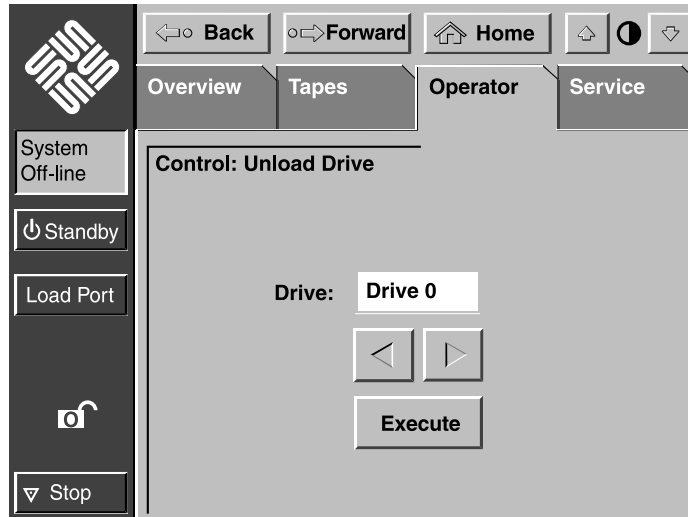 Back
Forward
Home
Overview
Tapes
Operator
Service
System
Off-line
Standby
Load Port
Stop
Control: Unload Drive
Drive: Drive 0
Execute